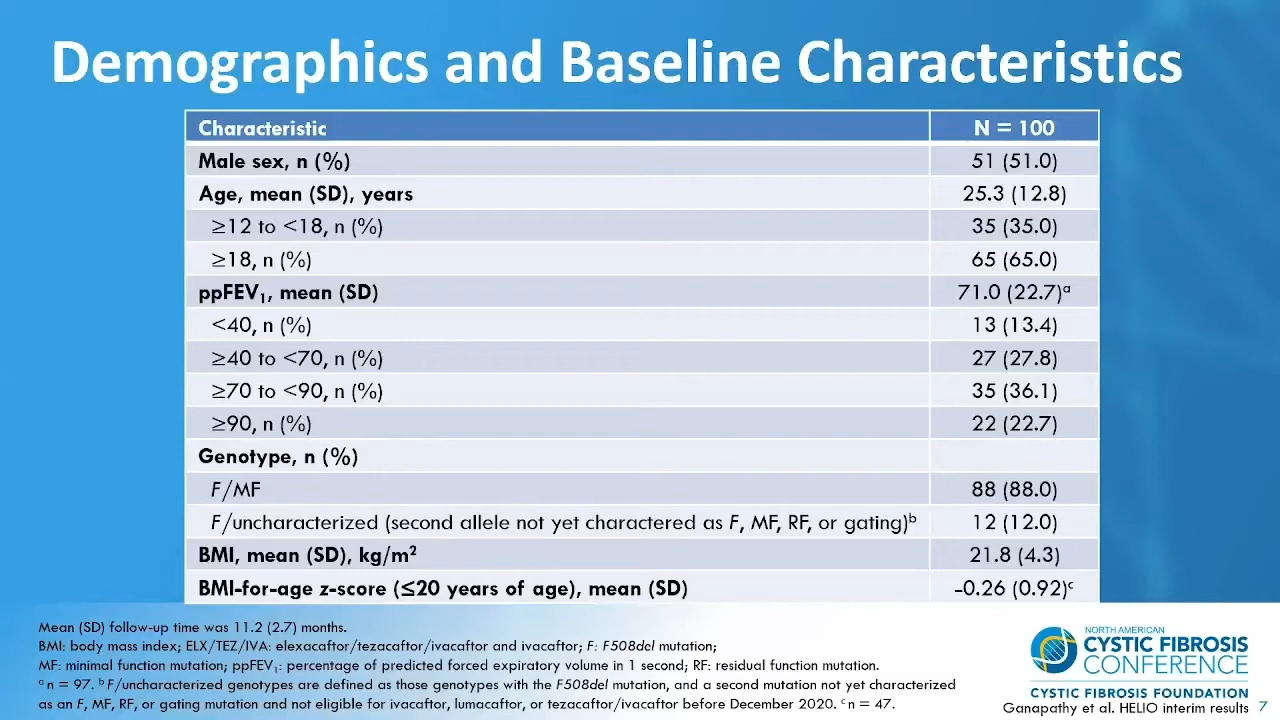 Demographics and Baseline Characteristics
Characteristic N = 100
Male sex, n (%) 51 (51.0)
Age, mean (SD), years 25.3 (12.8)
≥12 to <18, n (%) 35 (35.0)
≥18, n (%) 65 (65.0)
ppFEV₁, mean (SD) 71.0 (22.7)ᵃ
<40, n (%) 13 (13.4)
≥40 to <70, n (%) 27 (27.8)
≥70 to <90, n (%) 35 (36.1)
≥90, n (%) 22 (22.7)
Genotype, n (%)
F/MF 88 (88.0)
F/uncharacterized (second allele not yet charactered as F, MF, RF, or gating)ᵇ 12 (12.0)
BMI, mean (SD), kg/m² 21.8 (4.3)
BMI-for-age z-score (≤20 years of age), mean (SD) -0.26 (0.92)ᶜ
Mean (SD) follow-up time was 11.2 (2.7) months.
BMI: body mass index; ELX/TEZ/IVA: elexacaftor/tezacaftor/ivacaftor and ivacaftor; F: F508del mutation;
MF: minimal function mutation; ppFEV₁: percentage of predicted forced expiratory volume in 1 second; RF: residual function mutation.
ᵃ n = 97. ᵇ F/uncharacterized genotypes are defined as those genotypes with the F508del mutation, and a second mutation not yet characterized
as an F, MF, RF, or gating mutation and not eligible for ivacaftor, lumacaftor, or tezacaftor/ivacaftor before December 2020. ᶜ n = 47.
NORTH AMERICAN
CYSTIC FIBROSIS
CONFERENCE
CYSTIC FIBROSIS FOUNDATION
Ganapathy et al. HELIO interim results 7